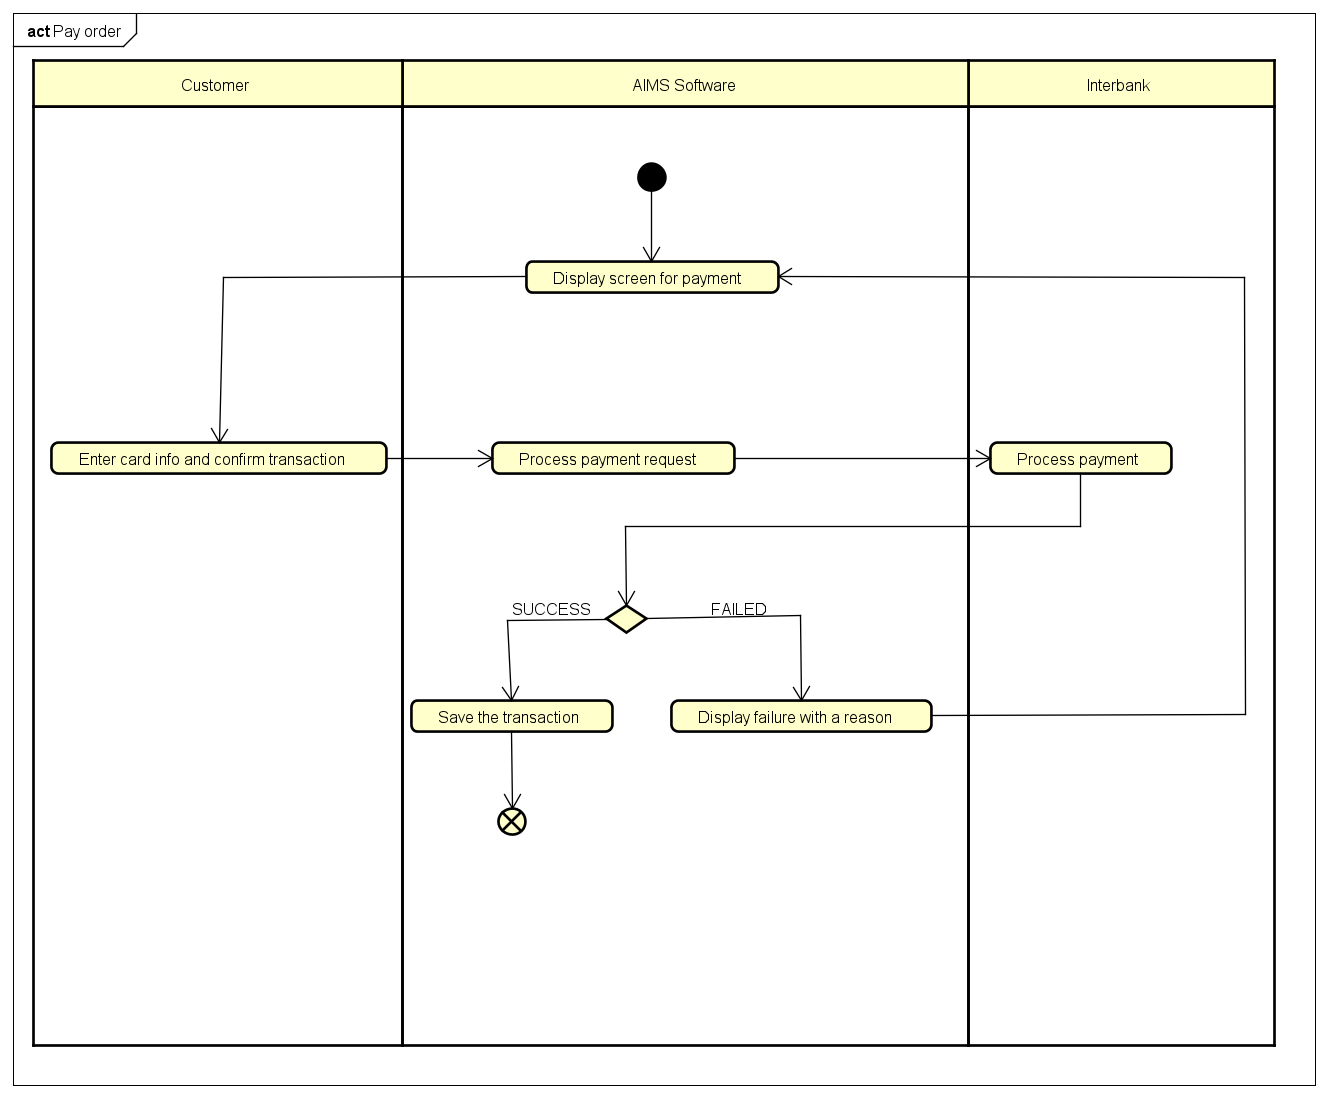 act Pay order
Customer
AIMS Software
Interbank
Display screen for payment
Enter card info and confirm transaction
Process payment request
Process payment
SUCCESS
FAILED
Save the transaction
Display failure with a reason